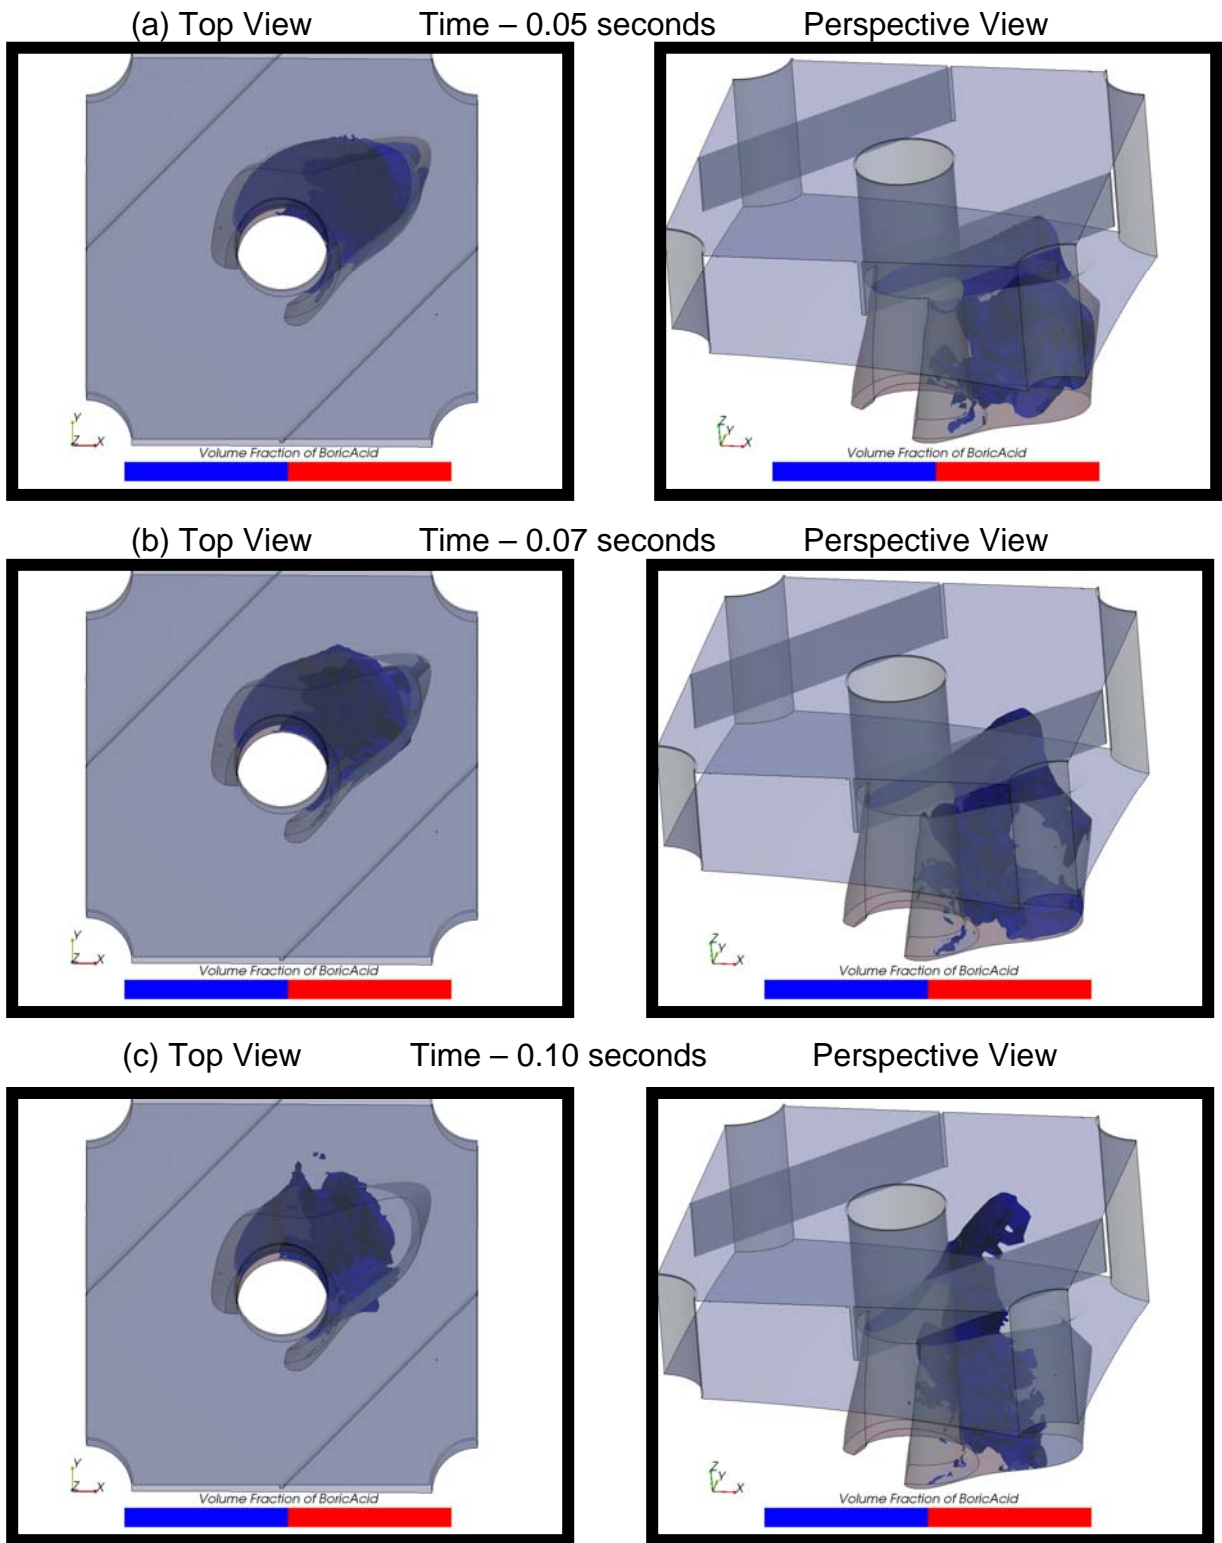 (a) Top View Time – 0.05 seconds Perspective View
Y
Z X
Volume Fraction of BoricAcid
Z
Y
X
Volume Fraction of BoricAcid
(b) Top View Time – 0.07 seconds Perspective View
Y
Z X
Volume Fraction of BoricAcid
Z
Y
X
Volume Fraction of BoricAcid
(c) Top View Time – 0.10 seconds Perspective View
Y
Z X
Volume Fraction of BoricAcid
Z
Y
X
Volume Fraction of BoricAcid